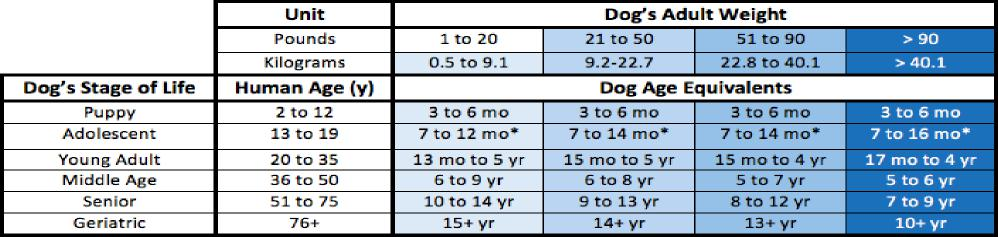 Unit Dog's Adult Weight
Pounds 1 to 20 21 to 50 51 to 90 > 90
Kilograms 0.5 to 9.1 9.2-22.7 22.8 to 40.1 > 40.1
Dog's Stage of Life Human Age (y) Dog Age Equivalents
Puppy 2 to 12 3 to 6 mo 3 to 6 mo 3 to 6 mo 3 to 6 mo
Adolescent 13 to 19 7 to 12 mo* 7 to 14 mo* 7 to 14 mo* 7 to 16 mo*
Young Adult 20 to 35 13 mo to 5 yr 15 mo to 5 yr 15 mo to 4 yr 17 mo to 4 yr
Middle Age 36 to 50 6 to 9 yr 6 to 8 yr 5 to 7 yr 5 to 6 yr
Senior 51 to 75 10 to 14 yr 9 to 13 yr 8 to 12 yr 7 to 9 yr
Geriatric 76+ 15+ yr 14+ yr 13+ yr 10+ yr